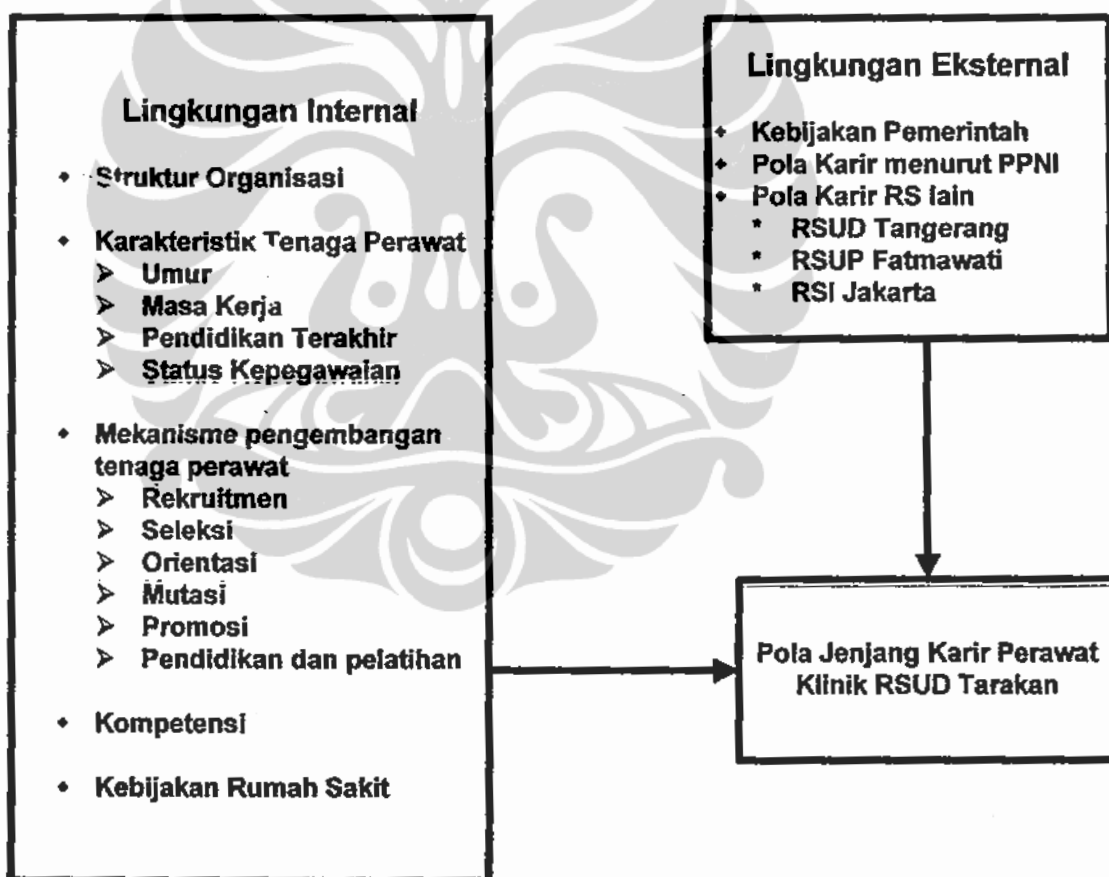 Lingkungan Internal
• Struktur Organisasi
• Karakteristik Tenaga Perawat
➤ Umur
➤ Masa Kerja
➤ Pendidikan Terakhir
➤ Status Kepegawaian
• Mekanisme pengembangan
tenaga perawat
➤ Rekruitmen
➤ Seleksi
➤ Orientasi
➤ Mutasi
➤ Promosi
➤ Pendidikan dan pelatihan
• Kompetensi
• Kebijakan Rumah Sakit
Lingkungan Eksternal
• Kebijakan Pemerintah
• Pola Karir menurut PPNI
• Pola Karir RS lain
* RSUD Tangerang
* RSUP Fatmawati
* RSI Jakarta
Pola Jenjang Karir Perawat
Klinik RSUD Tarakan